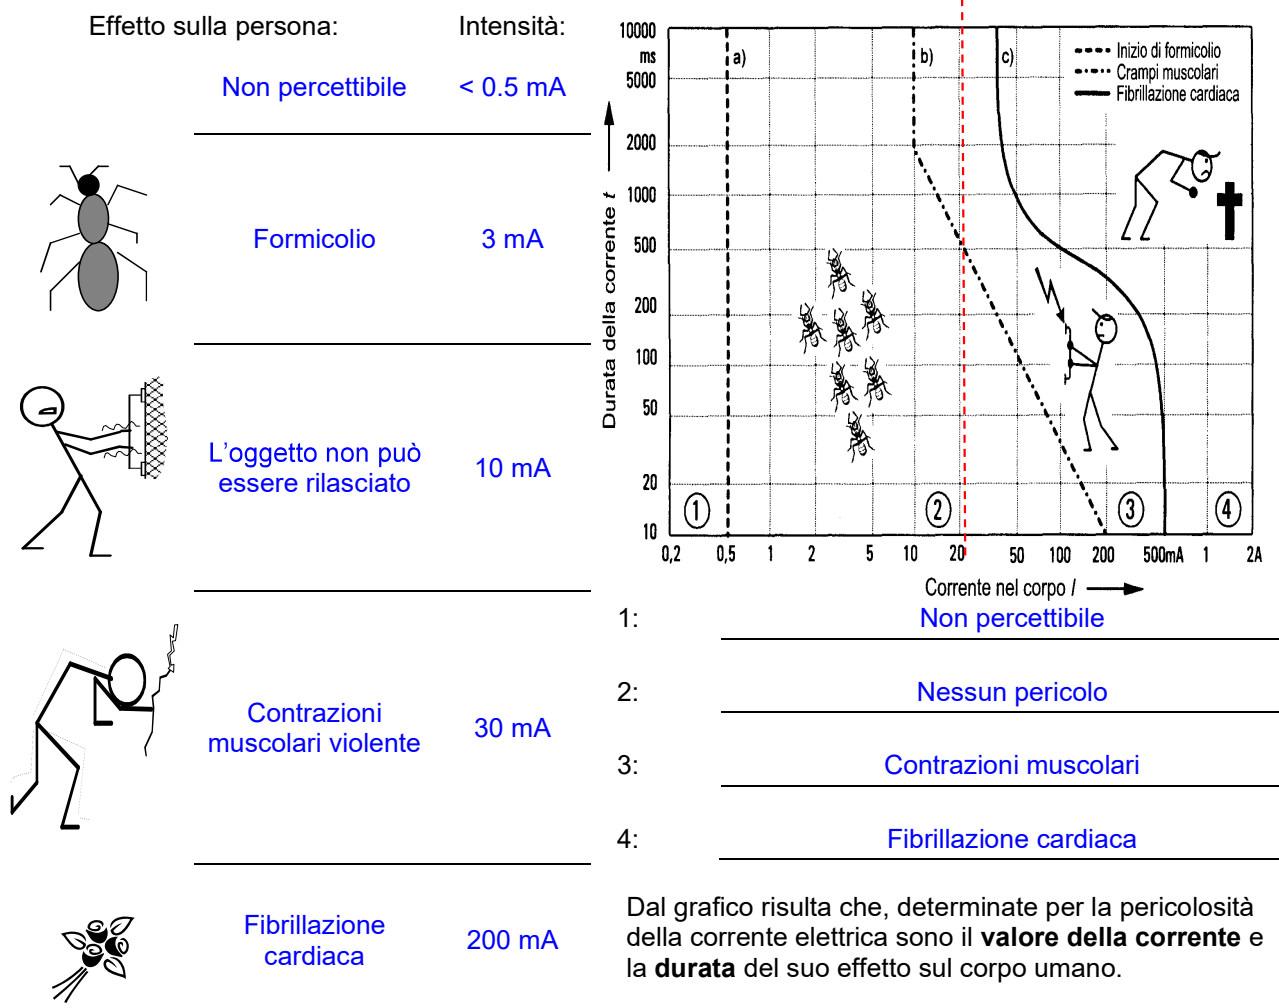 Effetto sulla persona: Intensità:
Non percettibile < 0.5 mA
Formicolio 3 mA
L'oggetto non può
essere rilasciato
10 mA
Contrazioni
muscolari violente
30 mA
Fibrillazione
cardiaca
200 mA
Durata della corrente t
10000
ms
5000
2000
1000
500
200
100
50
20
10
a) b) c)
Inizio di formicolio
Crampi muscolari
Fibrillazione cardiaca
1 2 3 4
0,2 0,5 1 2 5 10 20 50 100 200 500mA 1 2A
Corrente nel corpo I
1: Non percettibile
2: Nessun pericolo
3: Contrazioni muscolari
4: Fibrillazione cardiaca
Dal grafico risulta che, determinate per la pericolosità
della corrente elettrica sono il valore della corrente e
la durata del suo effetto sul corpo umano.